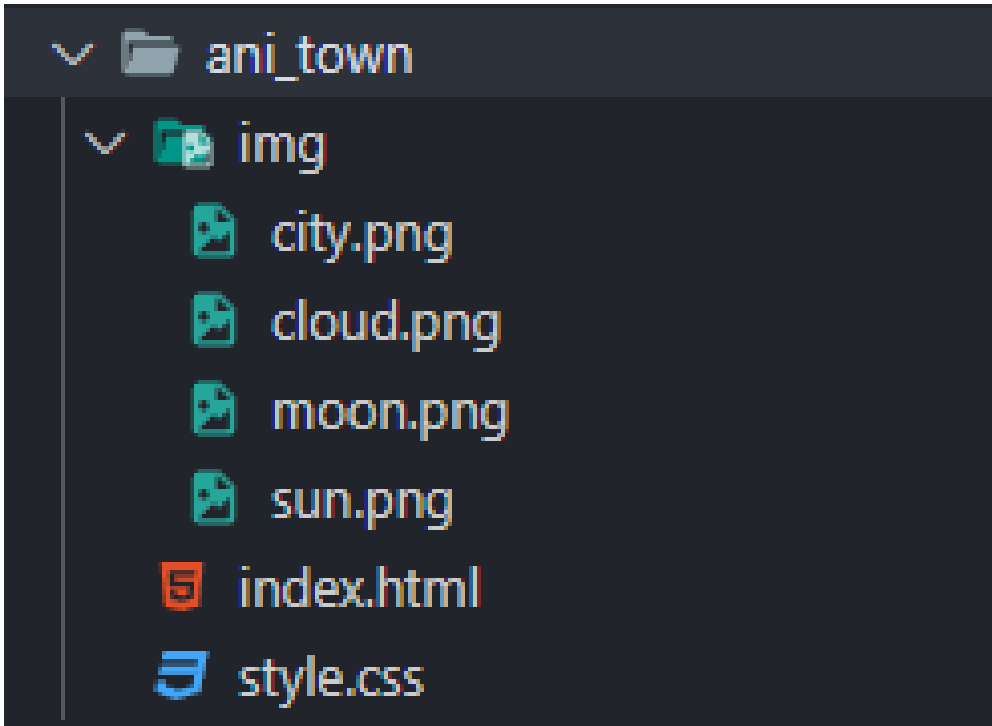 ani_town
img
city.png
cloud.png
moon.png
sun.png
index.html
style.css